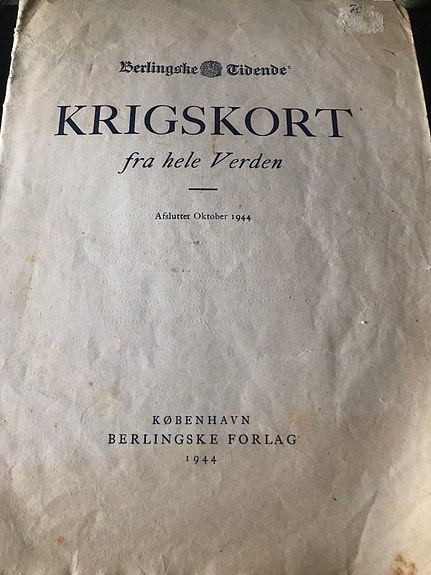 Berlingske Tidende
KRIGSKORT
fra hele Verden
Afsluttet Oktober 1944
KØBENHAVN
BERLINGSKE FORLAG
1944